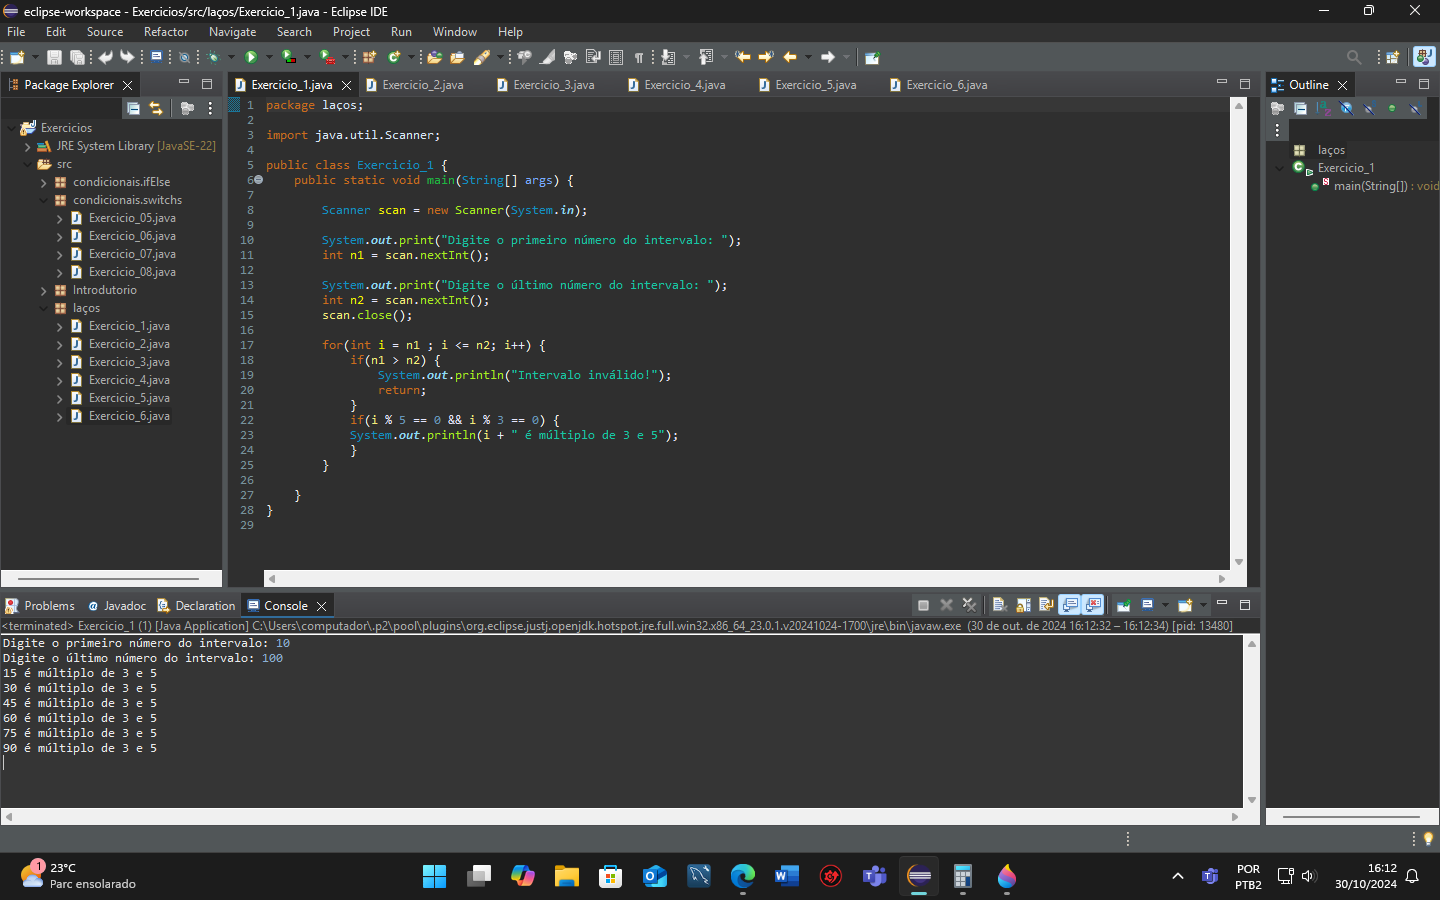 eclipse-workspace - Exercicios/src/laços/Exercicio_1.java - Eclipse IDE
File Edit Source Refactor Navigate Search Project Run Window Help
Package Explorer
Exercicios
JRE System Library [JavaSE-22]
src
condicionais.ifElse
condicionais.switchs
Exercicio_05.java
Exercicio_06.java
Exercicio_07.java
Exercicio_08.java
Introdutorio
laços
Exercicio_1.java
Exercicio_2.java
Exercicio_3.java
Exercicio_4.java
Exercicio_5.java
Exercicio_6.java
Exercicio_1.java Exercicio_2.java Exercicio_3.java Exercicio_4.java Exercicio_5.java Exercicio_6.java
1 package laços;
2
3 import java.util.Scanner;
4
5 public class Exercicio_1 {
6 public static void main(String[] args) {
7
8 Scanner scan = new Scanner(System.in);
9
10 System.out.print("Digite o primeiro número do intervalo: ");
11 int n1 = scan.nextInt();
12
13 System.out.print("Digite o último número do intervalo: ");
14 int n2 = scan.nextInt();
15 scan.close();
16
17 for(int i = n1 ; i <= n2; i++) {
18 if(n1 > n2) {
19 System.out.println("Intervalo inválido!");
20 return;
21 }
22 if(i % 5 == 0 && i % 3 == 0) {
23 System.out.println(i + " é múltiplo de 3 e 5");
24 }
25 }
26
27 }
28 }
29
Outline
laços
Exercicio_1
main(String[]) : void
Problems Javadoc Declaration Console
<terminated> Exercicio_1 (1) [Java Application] C:\Users\computador\.p2\pool\plugins\org.eclipse.justj.openjdk.hotspot.jre.full.win32.x86_64_23.0.1.v20241024-1700\jre\bin\javaw.exe (30 de out. de 2024 16:12:32 – 16:12:34) [pid: 13480]
Digite o primeiro número do intervalo: 10
Digite o último número do intervalo: 100
15 é múltiplo de 3 e 5
30 é múltiplo de 3 e 5
45 é múltiplo de 3 e 5
60 é múltiplo de 3 e 5
75 é múltiplo de 3 e 5
90 é múltiplo de 3 e 5
1
23°C
Parc ensolarado
POR
PTB2
16:12
30/10/2024